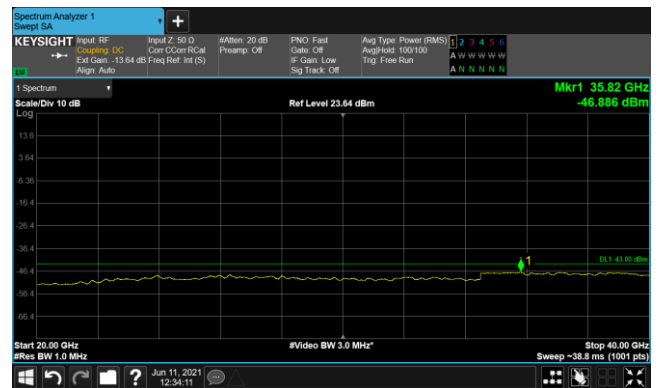 Spectrum Analyzer 1
Swept SA
KEYSIGHT
Input: RF
Coupling: DC
Ext Gain: -13.64 dB
Align: Auto
Input Z: 50 Ω
Corr CCorr RCal
Freq Ref: Int (S)
#Atten: 20 dB
Preamp: Off
PNO: Fast
Gate: Off
IF Gain: Low
Sig Track: Off
Avg Type: Power (RMS)
Avg|Hold: 100/100
Trig: Free Run
1 2 3 4 5 6
A W W W W W
A N N N N N
1 Spectrum
Mkr1 35.82 GHz
-46.886 dBm
Scale/Div 10 dB
Ref Level 23.64 dBm
Log
13.6
3.64
-6.36
-16.4
-26.4
-36.4
-46.4
-56.4
-66.4
1
DL1 -43.00 dBm
Start 20.00 GHz
#Video BW 3.0 MHz*
Stop 40.00 GHz
#Res BW 1.0 MHz
Sweep ~38.8 ms (1001 pts)
?
Jun 11, 2021
12:34:11